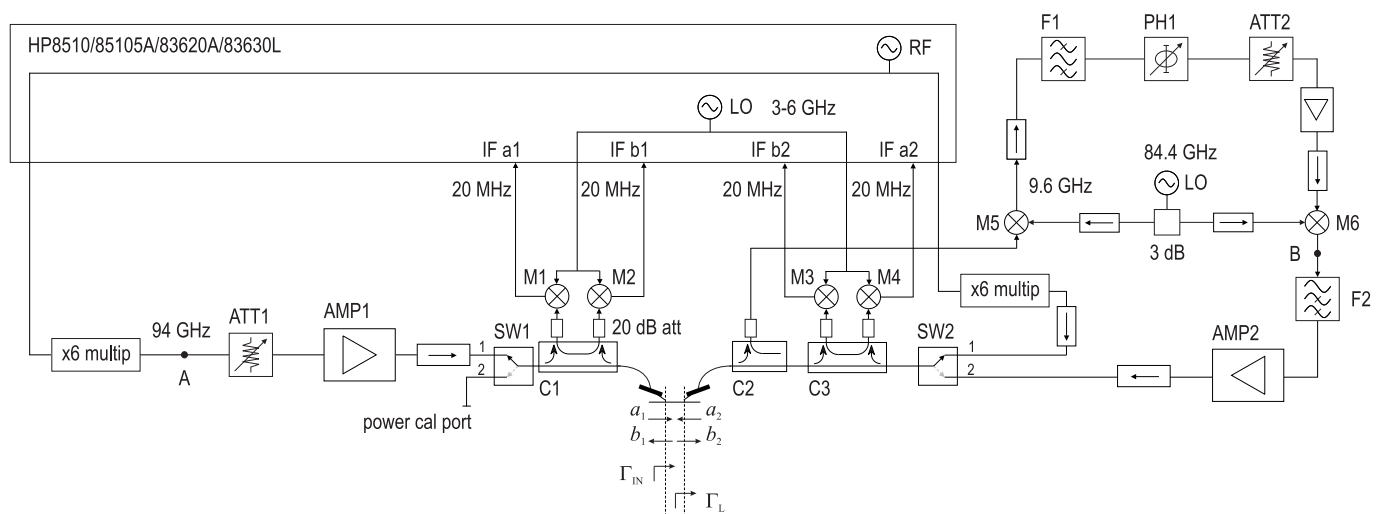 HP8510/85105A/83620A/83630L
RF
LO 3-6 GHz
IF a1
IF b1
IF b2
IF a2
20 MHz
20 MHz
20 MHz
20 MHz
F1
PH1
ATT2
84.4 GHz
LO
9.6 GHz
M5
M6
3 dB
B
F2
M1
M2
M3
M4
x6 multip
20 dB att
94 GHz
ATT1
AMP1
SW1
SW2
AMP2
x6 multip
A
1
2
1
2
C1
C2
C3
power cal port
a1
a2
b1
b2
ΓIN
ΓL
Φ